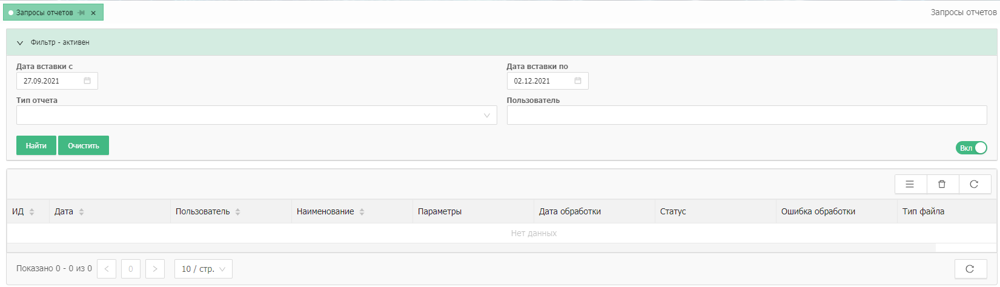 Запросы отчетов
Запросы отчетов
Фильтр - активен
Дата вставки с
Дата вставки по
27.09.2021
02.12.2021
Тип отчета
Пользователь
Найти
Очистить
Вкл
ИД Дата Пользователь Наименование Параметры Дата обработки Статус Ошибка обработки Тип файла
Нет данных
Показано 0 - 0 из 0 < 0 > 10 / стр.